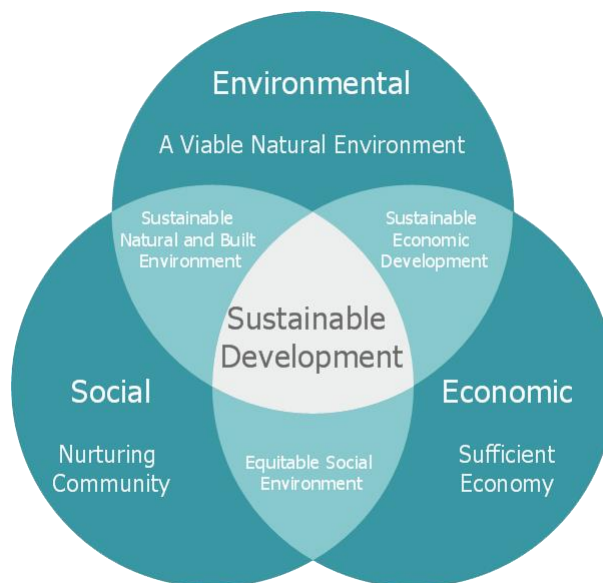 Environmental
A Viable Natural Environment
Sustainable
Natural and Built
Environment
Sustainable
Economic
Development
Sustainable
Development
Social
Nurturing
Community
Equitable Social
Environment
Economic
Sufficient
Economy